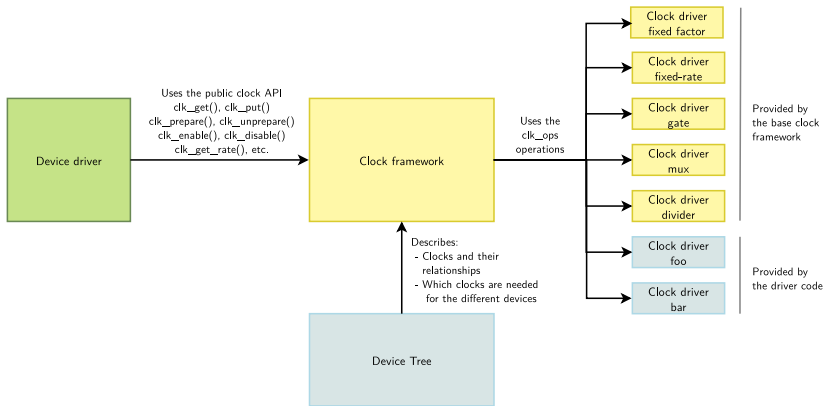 Clock driver
fixed factor
Clock driver
fixed-rate
Clock driver
gate
Clock driver
mux
Clock driver
divider
Clock driver
foo
Clock driver
bar
Provided by
the base clock
framework
Provided by
the driver code
Uses the public clock API
clk_get(), clk_put()
clk_prepare(), clk_unprepare()
clk_enable(), clk_disable()
clk_get_rate(), etc.
Device driver
Clock framework
Uses the
clk_ops
operations
Describes:
- Clocks and their
relationships
- Which clocks are needed
for the different devices
Device Tree